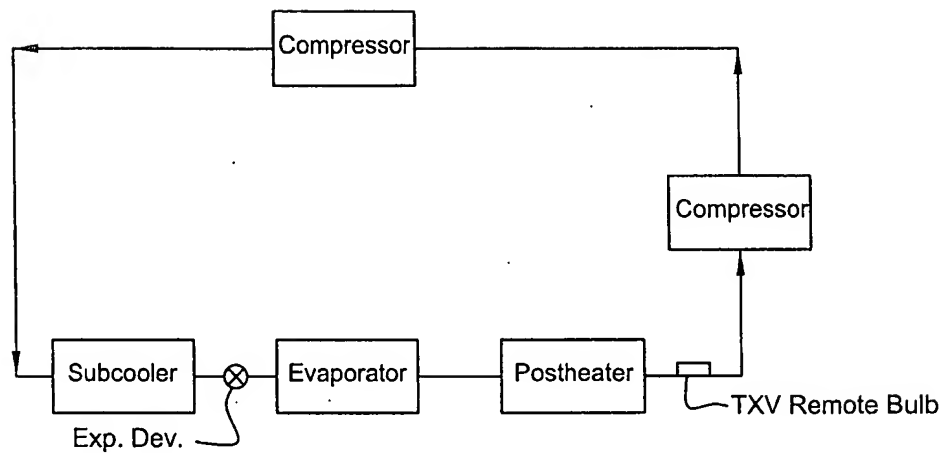 Compressor
Compressor
Subcooler
Evaporator
Postheater
TXV Remote Bulb
Exp. Dev.